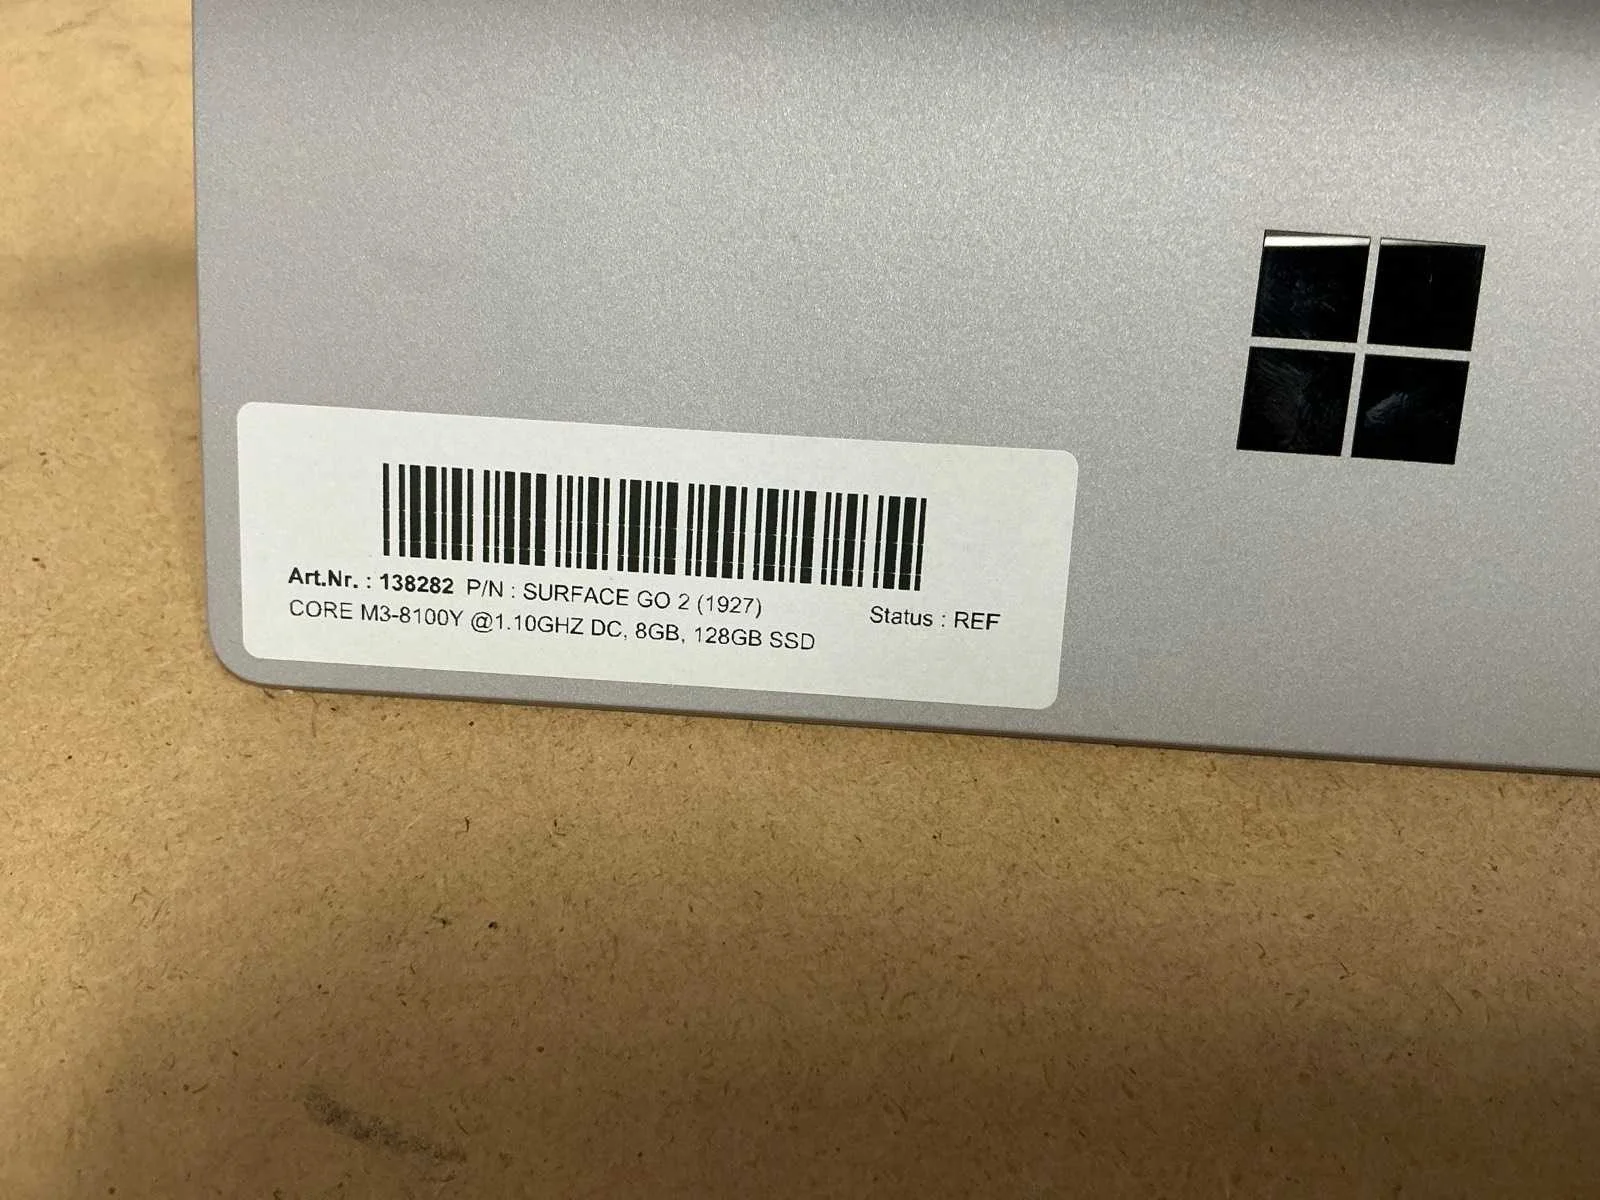 Art.Nr. : 138282 P/N : SURFACE GO 2 (1927)
Status : REF
CORE M3-8100Y @1.10GHZ DC, 8GB, 128GB SSD